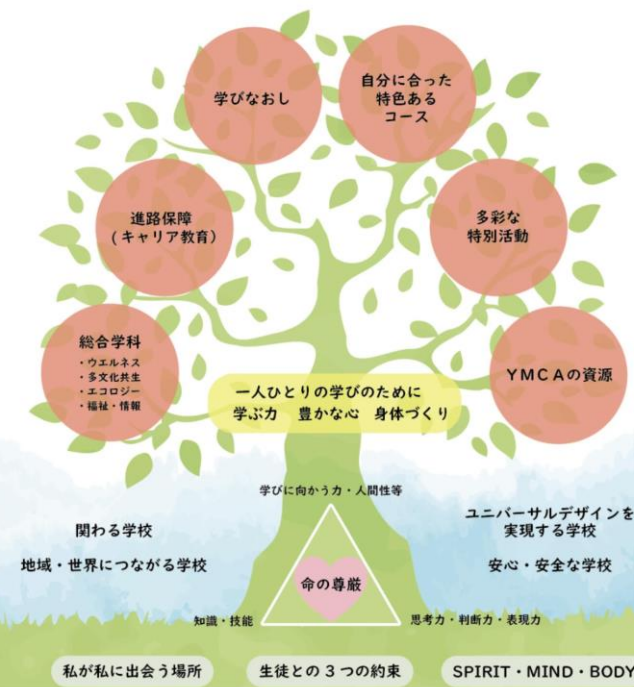 学びなおし
自分に合った
特色ある
コース
進路保障
(キャリア教育)
多彩な
特別活動
総合学科
・ウエルネス
・多文化共生
・エコロジー
・福祉・情報
YMCAの資源
一人ひとりの学びのために
学ぶ力 豊かな心 身体づくり
学びに向かう力・人間性等
関わる学校
地域・世界につながる学校
ユニバーサルデザインを
実現する学校
安心・安全な学校
命の尊厳
知識・技能
思考力・判断力・表現力
私が私に出会う場所
生徒との3つの約束
SPIRIT・MIND・BODY